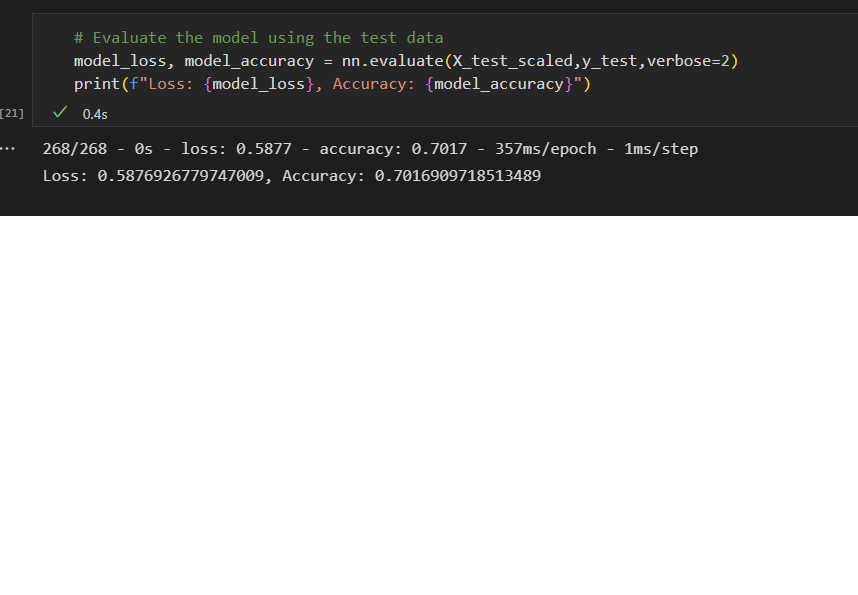 # Evaluate the model using the test data
model_loss, model_accuracy = nn.evaluate(X_test_scaled,y_test,verbose=2)
print(f"Loss: {model_loss}, Accuracy: {model_accuracy}")
[21] 0.4s
268/268 - 0s - loss: 0.5877 - accuracy: 0.7017 - 357ms/epoch - 1ms/step
Loss: 0.5876926779747009, Accuracy: 0.7016909718513489